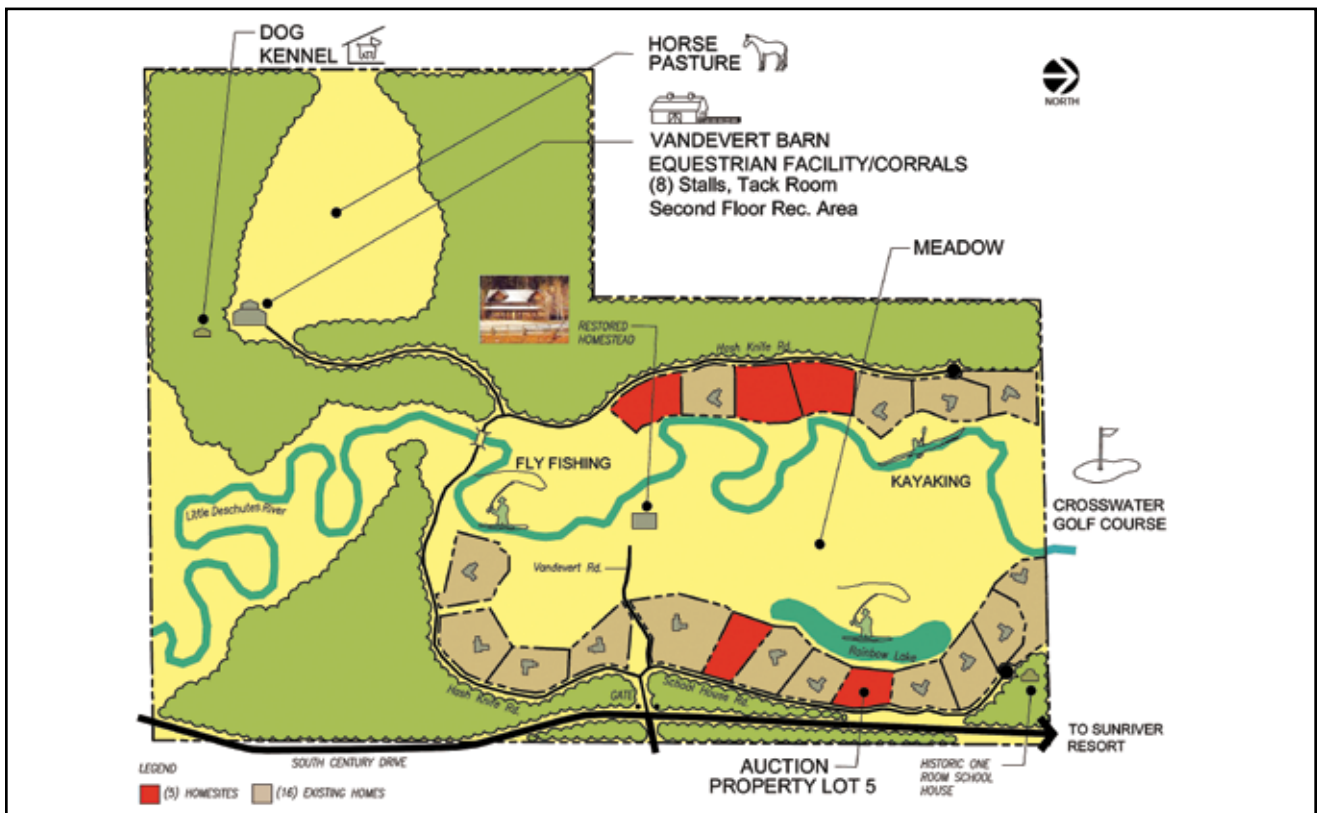 DOG
KENNEL
HORSE
PASTURE
NORTH
VANDEVERT BARN
EQUESTRIAN FACILITY/CORRALS
(8) Stalls, Tack Room
Second Floor Rec. Area
MEADOW
RESTORED
HOMESTEAD
Hash Knife Rd.
FLY FISHING
KAYAKING
CROSSWATER
GOLF COURSE
Little Deschutes River
Vandevert Rd.
Rainbow Lake
Hash Knife Rd.
GATE
School House Rd.
TO SUNRIVER
RESORT
SOUTH CENTURY DRIVE
AUCTION
PROPERTY LOT 5
HISTORIC ONE
ROOM SCHOOL
HOUSE
LEGEND
(5) HOMESITES
(16) EXISTING HOMES